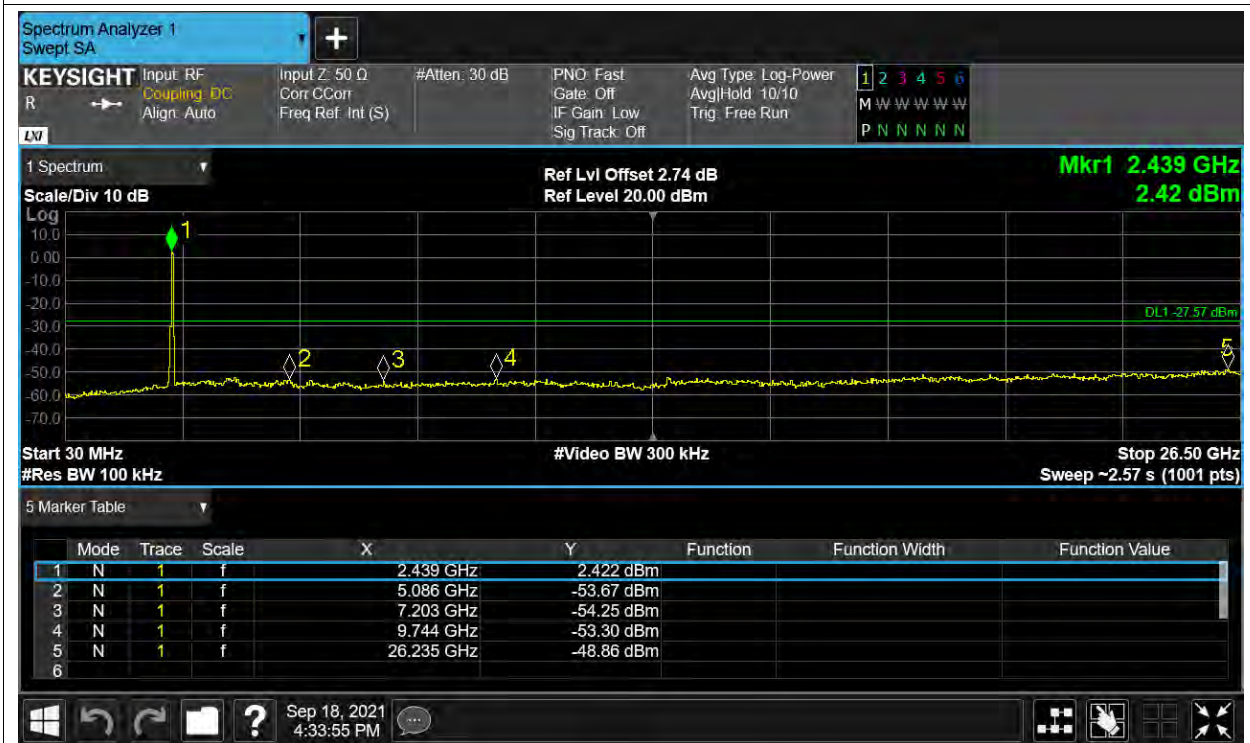 Spectrum Analyzer 1
Swept SA
+
KEYSIGHT Input: RF Input Z: 50 Ω #Atten: 30 dB PNO: Fast Avg Type: Log-Power 1 2 3 4 5 6
R Coupling: DC Corr CCorr Gate: Off Avg|Hold: 10/10 M W W W W W
Align: Auto Freq Ref: Int (S) IF Gain: Low Trig: Free Run
LXI Sig Track: Off P N N N N N
1 Spectrum Ref Lvl Offset 2.74 dB Mkr1 2.439 GHz
Scale/Div 10 dB Ref Level 20.00 dBm 2.42 dBm
Log
10.0 1
0.00
-10.0
-20.0
DL1 -27.57 dBm
-30.0
-40.0 2 3 4 5
-50.0
-60.0
-70.0
Start 30 MHz #Video BW 300 kHz Stop 26.50 GHz
#Res BW 100 kHz Sweep ~2.57 s (1001 pts)
5 Marker Table
Mode Trace Scale X Y Function Function Width Function Value
1 N 1 f 2.439 GHz 2.422 dBm
2 N 1 f 5.086 GHz -53.67 dBm
3 N 1 f 7.203 GHz -54.25 dBm
4 N 1 f 9.744 GHz -53.30 dBm
5 N 1 f 26.235 GHz -48.86 dBm
6
? Sep 18, 2021
4:33:55 PM